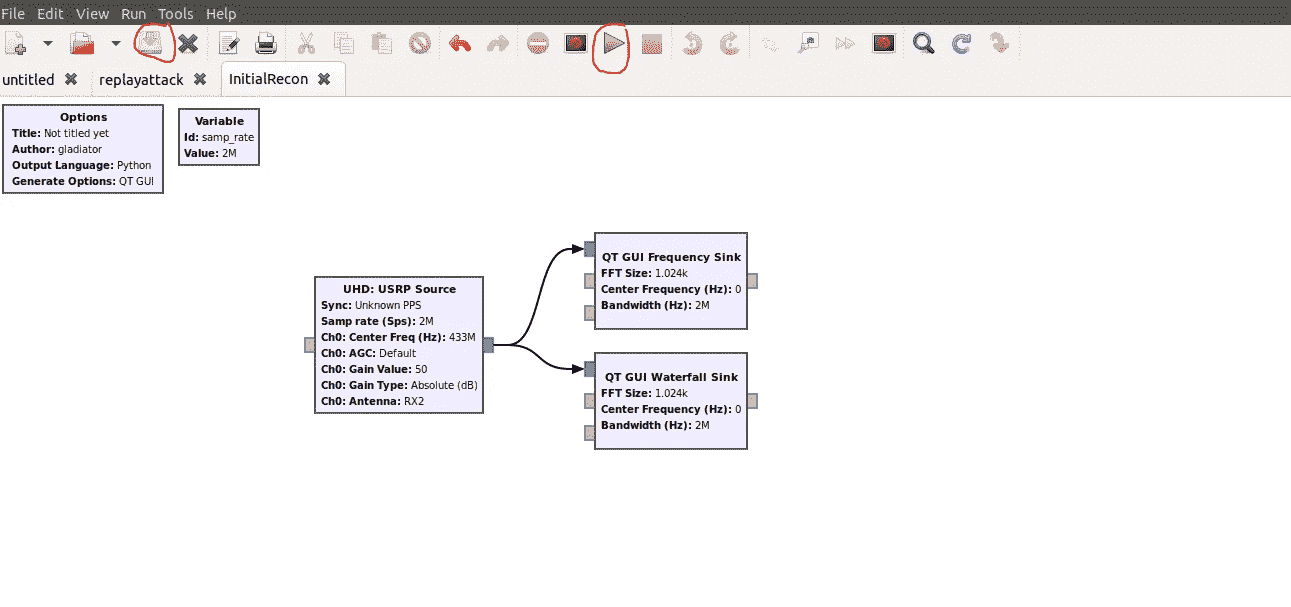 File Edit View Run Tools Help
untitled replayattack InitialRecon
Options
Title: Not titled yet
Author: gladiator
Output Language: Python
Generate Options: QT GUI
Variable
Id: samp_rate
Value: 2M
UHD: USRP Source
Sync: Unknown PPS
Samp rate (Sps): 2M
Ch0: Center Freq (Hz): 433M
Ch0: AGC: Default
Ch0: Gain Value: 50
Ch0: Gain Type: Absolute (dB)
Ch0: Antenna: RX2
QT GUI Frequency Sink
FFT Size: 1.024k
Center Frequency (Hz): 0
Bandwidth (Hz): 2M
QT GUI Waterfall Sink
FFT Size: 1.024k
Center Frequency (Hz): 0
Bandwidth (Hz): 2M